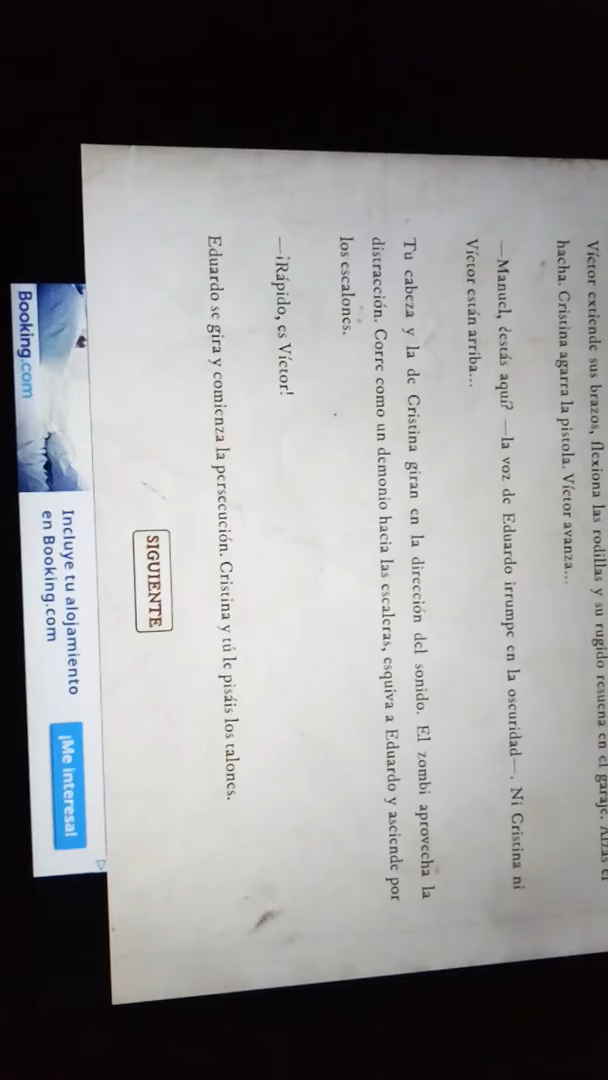 Víctor extiende sus brazos, flexiona las rodillas y su rugido resuena en el garaje. Alzas el
hacha. Cristina agarra la pistola. Víctor avanza...
—Manuel, ¿estás aquí? —la voz de Eduardo irrumpe en la oscuridad—. Ni Cristina ni
Víctor están arriba...
Tu cabeza y la de Cristina giran en la dirección del sonido. El zombi aprovecha la
distracción. Corre como un demonio hacia las escaleras, esquiva a Eduardo y asciende por
los escalones.
—¡Rápido, es Víctor!
Eduardo se gira y comienza la persecución. Cristina y tú le pisáis los talones.
SIGUIENTE
Booking.com
Incluye tu alojamiento
en Booking.com
¡Me interesa!